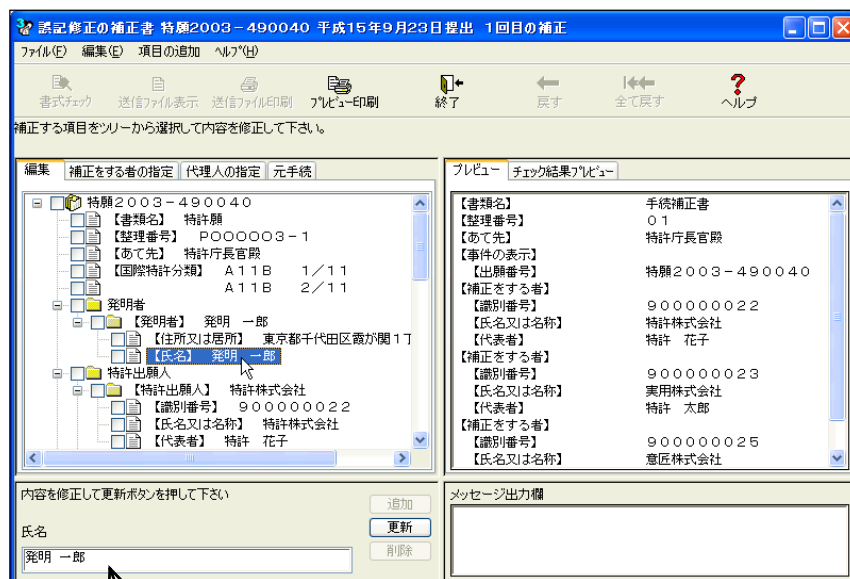 誤記修正の補正書 特願2003－490040 平成15年9月23日提出 1回目の補正
ファイル(F) 編集(E) 項目の追加 ヘルプ(H)
書式チェック 送信ファイル表示 送信ファイル印刷 プレビュー印刷 終了 戻す 全て戻す ヘルプ
補正する項目をツリーから選択して内容を修正して下さい。
編集 補正をする者の指定 代理人の指定 元手続
特願２００３－４９００４０
【書類名】 特許願
【整理番号】 Ｐ０００００３－１
【あて先】 特許庁長官殿
【国際特許分類】 Ａ１１Ｂ １／１１
Ａ１１Ｂ ２／１１
発明者
【発明者】 発明 一郎
【住所又は居所】 東京都千代田区霞が関１丁
【氏名】 発明 一郎
特許出願人
【特許出願人】 特許株式会社
【識別番号】 ９０００００００２２
【氏名又は名称】 特許株式会社
【代表者】 特許 花子
プレビュー チェック結果プレビュー
【書類名】 手続補正書
【整理番号】 ０１
【あて先】 特許庁長官殿
【事件の表示】
【出願番号】 特願２００３－４９００４０
【補正をする者】
【識別番号】 ９００００００２２
【氏名又は名称】 特許株式会社
【代表者】 特許 花子
【補正をする者】
【識別番号】 ９００００００２３
【氏名又は名称】 実用株式会社
【代表者】 特許 太郎
【補正をする者】
【識別番号】 ９００００００２５
【氏名又は名称】 意匠株式会社
内容を修正して更新ボタンを押して下さい
追加
氏名
更新
発明 一郎
削除
メッセージ出力欄